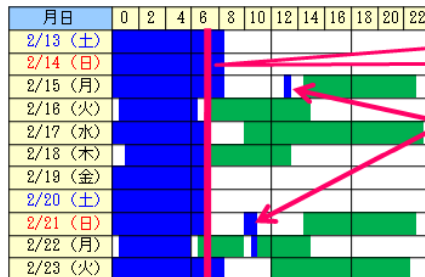 月日 0 2 4 6 8 10 12 14 16 18 20 22
2/13 (土)
2/14 (日)
2/15 (月)
2/16 (火)
2/17 (水)
2/18 (木)
2/19 (金)
2/20 (土)
2/21 (日)
2/22 (月)
2/23 (火)